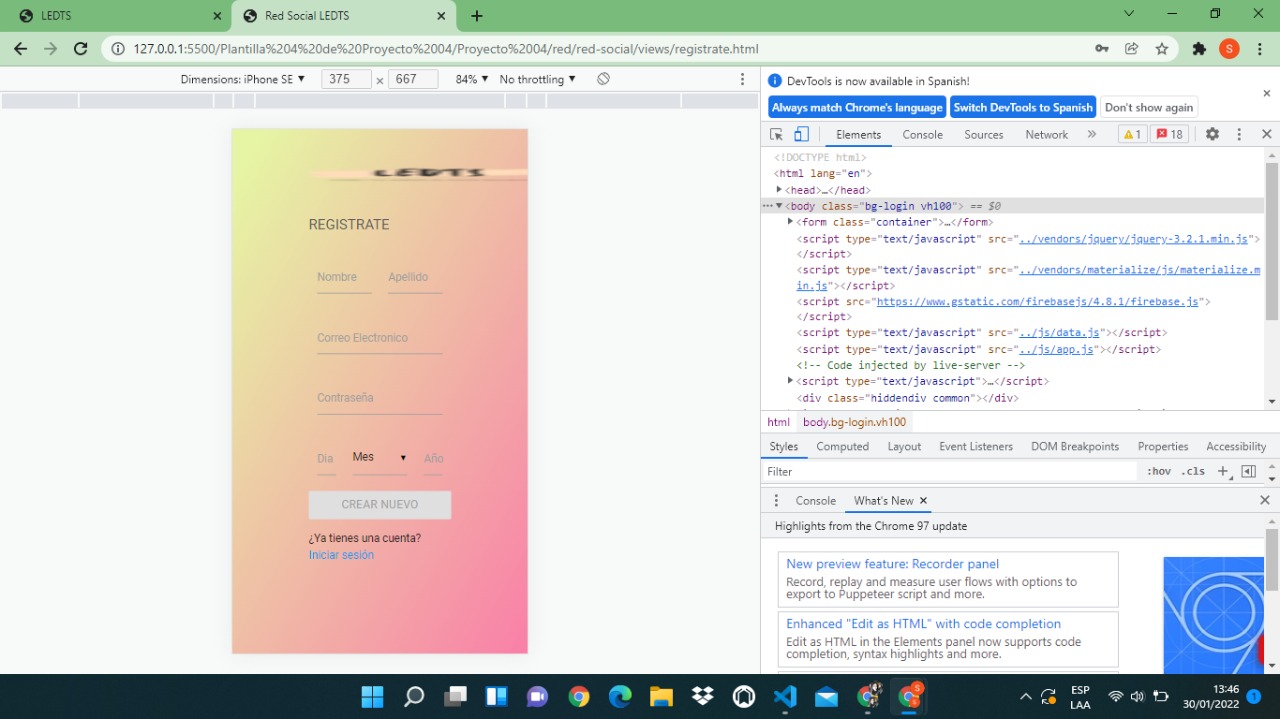 LEDTS
Red Social LEDTS
127.0.0.1:5500/Plantilla%204%20de%20Proyecto%2004/Proyecto%2004/red/red-social/views/registrate.html
S
Dimensions: iPhone SE ▼ 375 × 667 84% ▼ No throttling ▼
LEDTS
REGISTRATE
Nombre Apellido
Correo Electronico
Contraseña
Dia Mes Año
CREAR NUEVO
¿Ya tienes una cuenta?
Iniciar sesión
DevTools is now available in Spanish!
Always match Chrome's language Switch DevTools to Spanish Don't show again
Elements Console Sources Network » 1 18
<!DOCTYPE html>
<html lang="en">
<head>…</head>
<body class="bg-login vh100"> == $0
<form class="container">…</form>
<script type="text/javascript" src="../vendors/jquery/jquery-3.2.1.min.js">
</script>
<script type="text/javascript" src="../vendors/materialize/js/materialize.m
in.js"></script>
<script src="https://www.gstatic.com/firebasejs/4.8.1/firebase.js">
</script>
<script type="text/javascript" src="../js/data.js"></script>
<script type="text/javascript" src="../js/app.js"></script>
<!-- Code injected by live-server -->
<script type="text/javascript">…</script>
<div class="hiddendiv common"></div>
html body.bg-login.vh100
Styles Computed Layout Event Listeners DOM Breakpoints Properties Accessibility
Filter :hov .cls
Console What's New
Highlights from the Chrome 97 update
New preview feature: Recorder panel
Record, replay and measure user flows with options to
export to Puppeteer script and more.
Enhanced "Edit as HTML" with code completion
Edit as HTML in the Elements panel now supports code
completion, syntax highlights and more.
ESP
LAA
13:46
30/01/2022
1